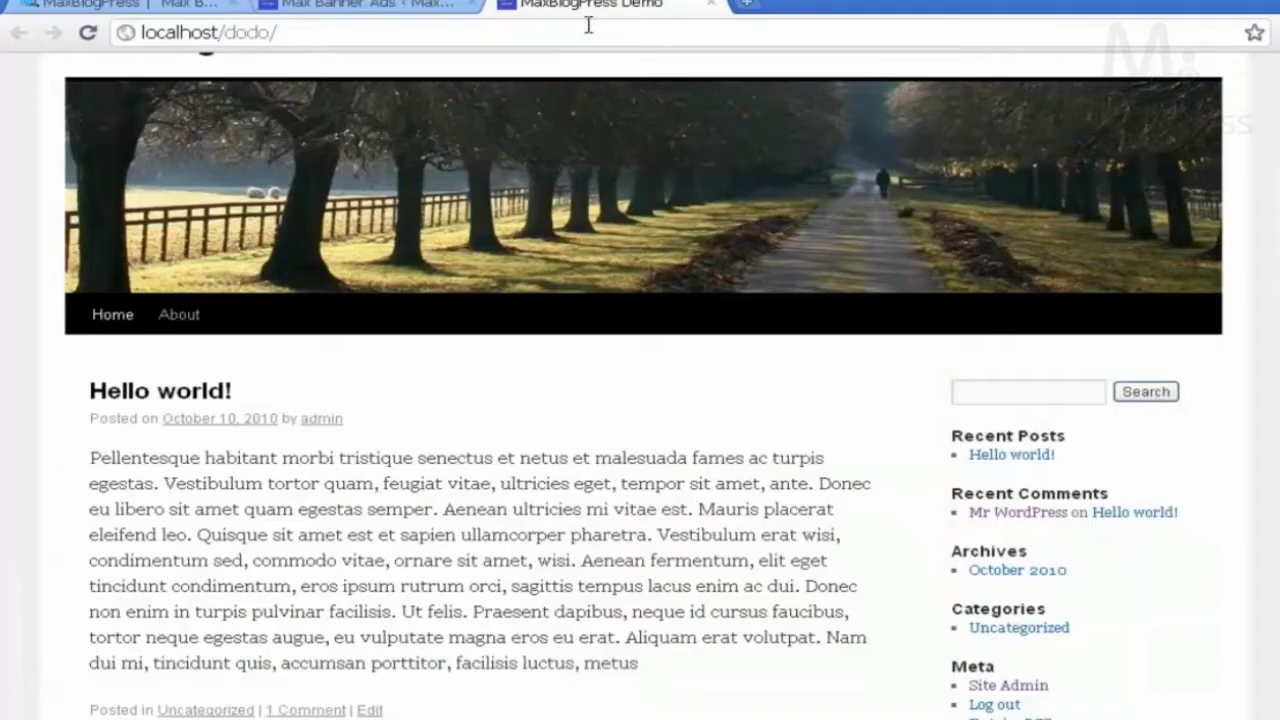 MaxBlogPress | Max B...
Max Banner Ads ‹ Max...
MaxBlogPress Demo
localhost/dodo/
Home
About
Hello world!
Posted on October 10, 2010 by admin
Pellentesque habitant morbi tristique senectus et netus et malesuada fames ac turpis
egestas. Vestibulum tortor quam, feugiat vitae, ultricies eget, tempor sit amet, ante. Donec
eu libero sit amet quam egestas semper. Aenean ultricies mi vitae est. Mauris placerat
eleifend leo. Quisque sit amet est et sapien ullamcorper pharetra. Vestibulum erat wisi,
condimentum sed, commodo vitae, ornare sit amet, wisi. Aenean fermentum, elit eget
tincidunt condimentum, eros ipsum rutrum orci, sagittis tempus lacus enim ac dui. Donec
non enim in turpis pulvinar facilisis. Ut felis. Praesent dapibus, neque id cursus faucibus,
tortor neque egestas augue, eu vulputate magna eros eu erat. Aliquam erat volutpat. Nam
dui mi, tincidunt quis, accumsan porttitor, facilisis luctus, metus
Posted in Uncategorized | 1 Comment | Edit
Search
Recent Posts
Hello world!
Recent Comments
Mr WordPress on Hello world!
Archives
October 2010
Categories
Uncategorized
Meta
Site Admin
Log out